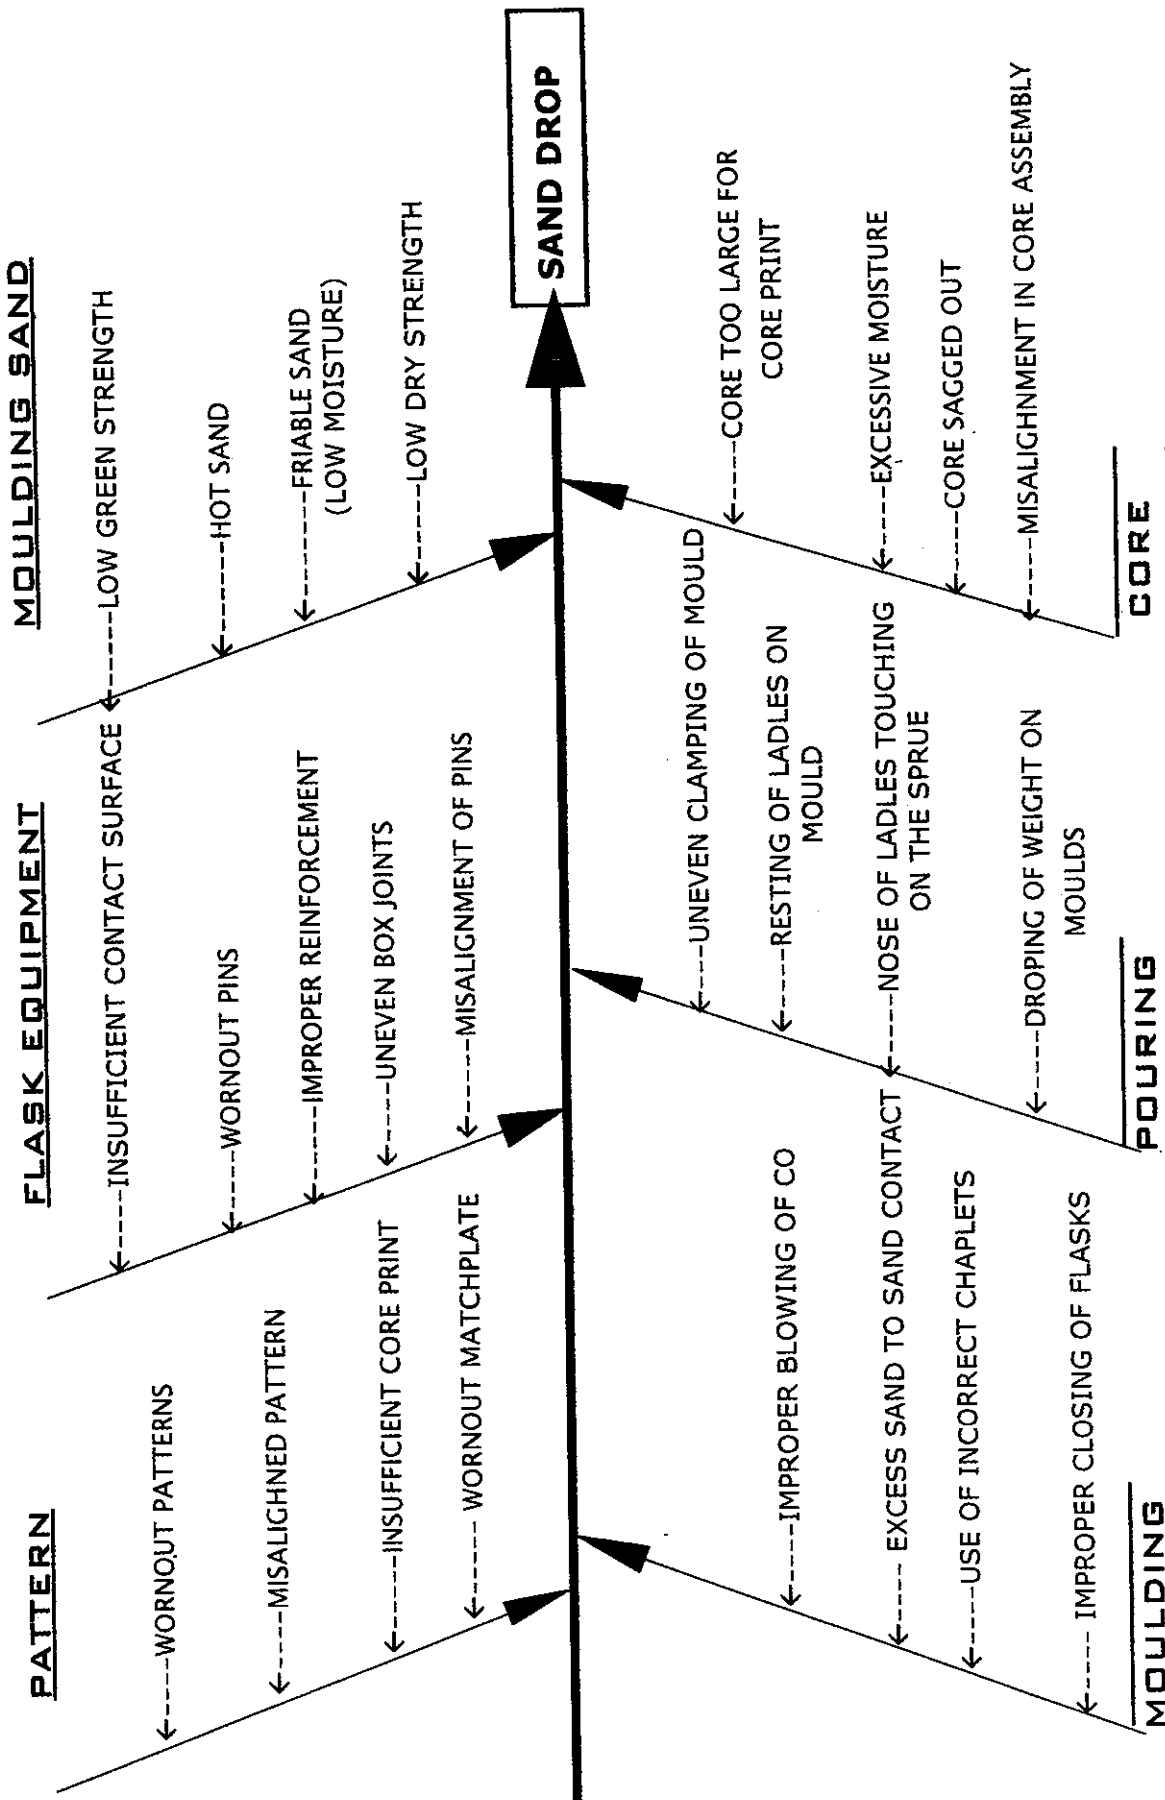 PATTERN
WORNOUT PATTERNS
MISALIGHNED PATTERN
INSUFFICIENT CORE PRINT
WORNOUT MATCHPLATE
FLASK EQUIPMENT
INSUFFICIENT CONTACT SURFACE
WORNOUT PINS
IMPROPER REINFORCEMENT
UNEVEN BOX JOINTS
MISALIGNMENT OF PINS
MOULDING SAND
LOW GREEN STRENGTH
HOT SAND
FRIABLE SAND
(LOW MOISTURE)
LOW DRY STRENGTH
SAND DROP
IMPROPER BLOWING OF CO
EXCESS SAND TO SAND CONTACT
USE OF INCORRECT CHAPLETS
IMPROPER CLOSING OF FLASKS
MOULDING
UNEVEN CLAMPING OF MOULD
RESTING OF LADLES ON
MOULD
NOSE OF LADLES TOUCHING
ON THE SPRUE
DROPING OF WEIGHT ON
MOULDS
POURING
CORE TOO LARGE FOR
CORE PRINT
EXCESSIVE MOISTURE
CORE SAGGED OUT
MISALIGHNMENT IN CORE ASSEMBLY
CORE